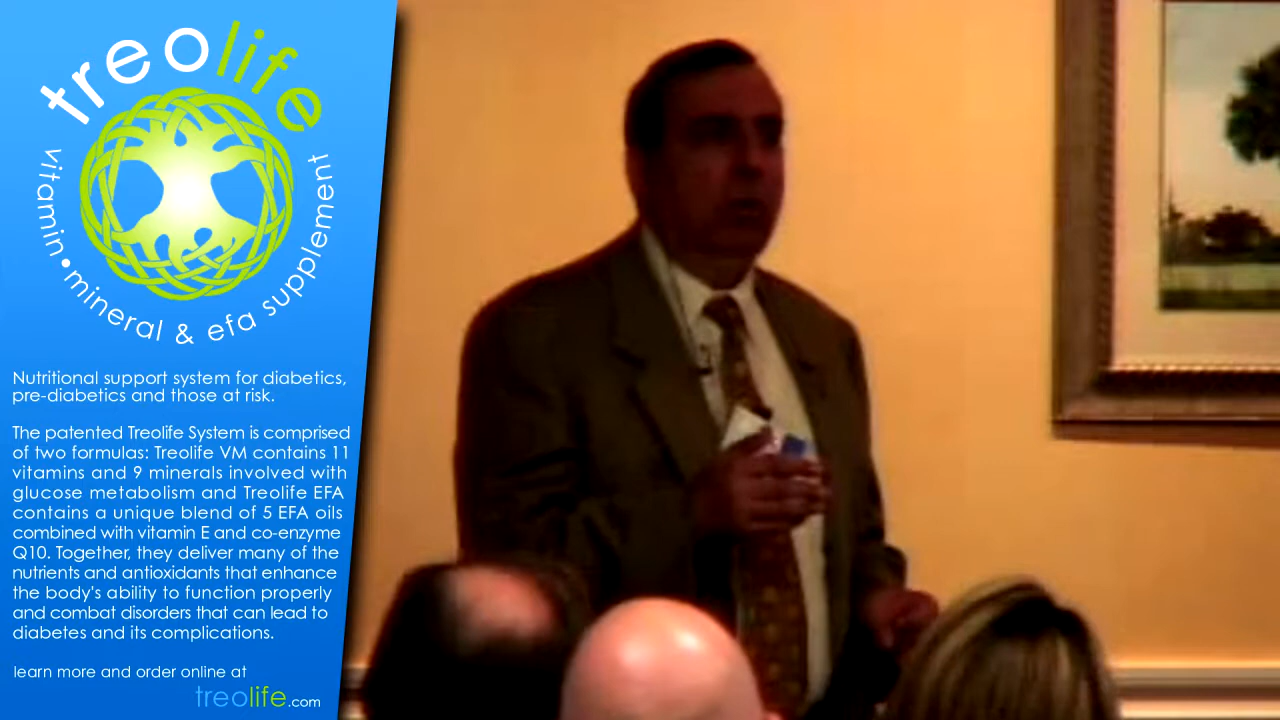 treolife
vitamin • mineral & efa supplement
Nutritional support system for diabetics,
pre-diabetics and those at risk.
The patented Treolife System is comprised
of two formulas: Treolife VM contains 11
vitamins and 9 minerals involved with
glucose metabolism and Treolife EFA
contains a unique blend of 5 EFA oils
combined with vitamin E and co-enzyme
Q10. Together, they deliver many of the
nutrients and antioxidants that enhance
the body's ability to function properly
and combat disorders that can lead to
diabetes and its complications.
learn more and order online at
treolife.com